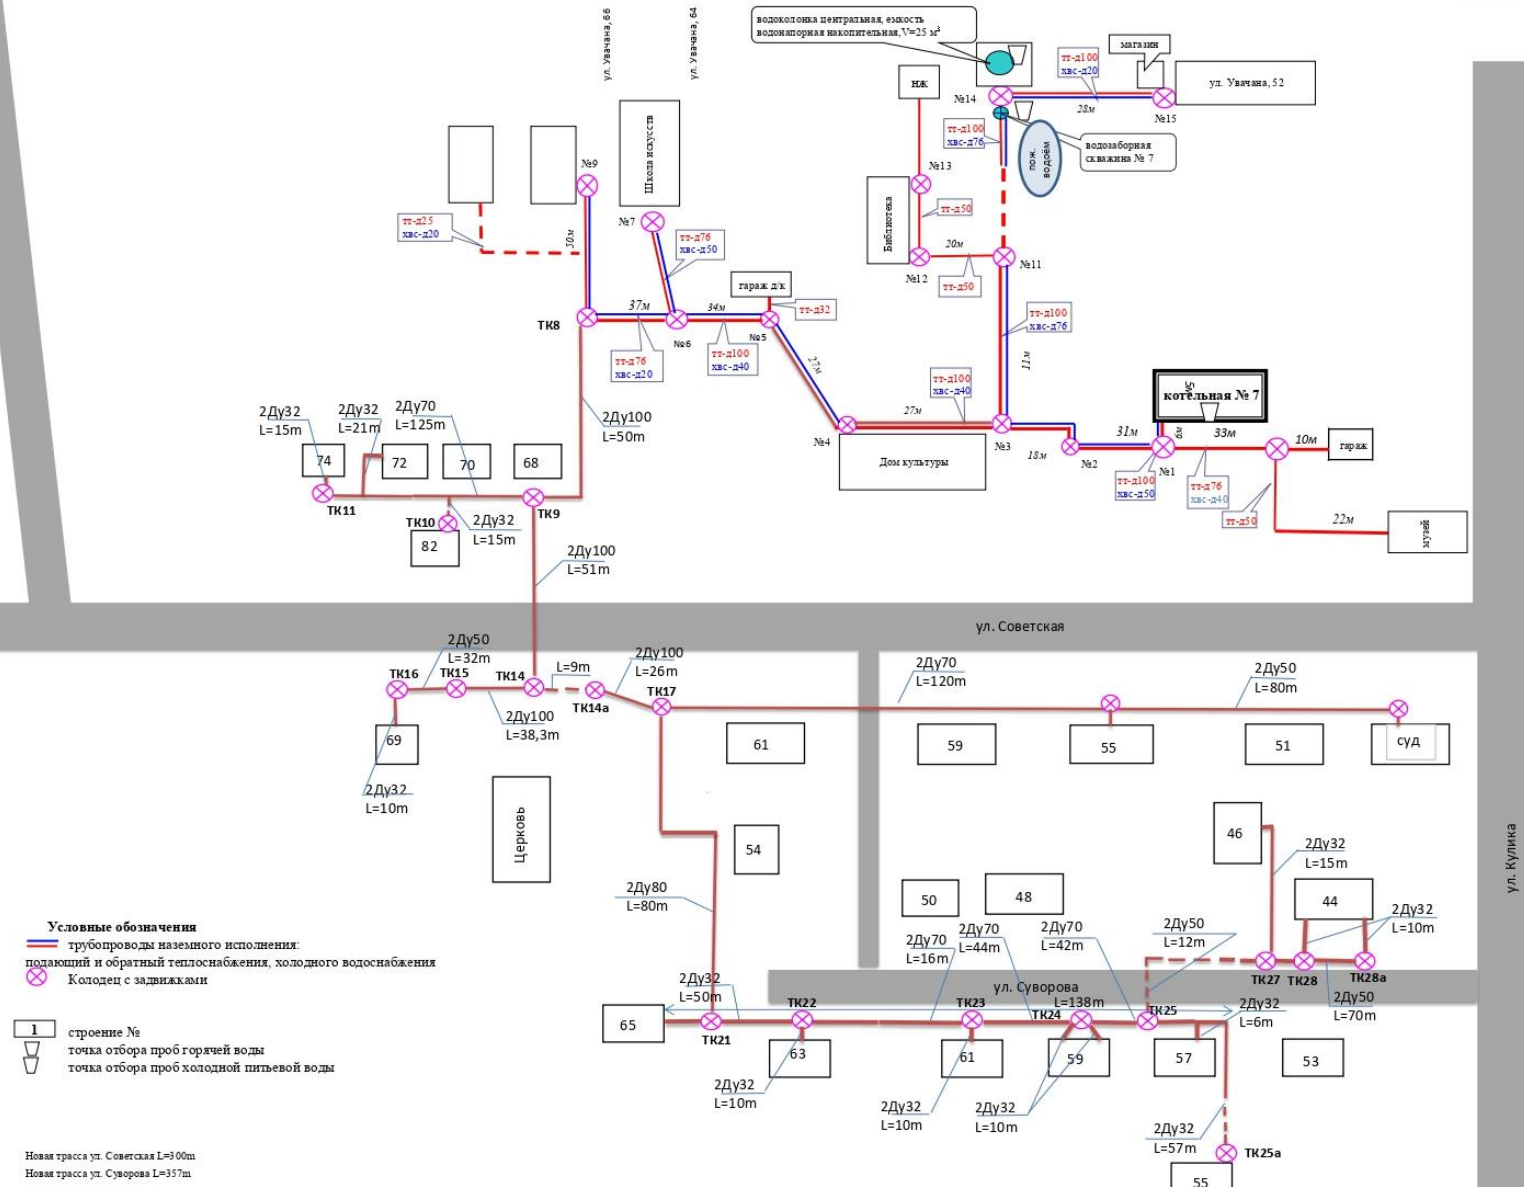 ул. Увачана, 66
ул. Увачана, 64
водоколонка центральная, емкость
водонапорная накопительная, V=25 м³
магазин
ул. Увачана, 52
тт-д100
хвс-д20
28м
№15
№14
нж
тт-д100
хвс-д76
пож. водоём
водозаборная
скважина № 7
№13
Библиотека
тт-д50
20м
№12
№11
тт-д50
тт-д100
хвс-д76
11м
№9
Школа искусств
№7
тт-д25
хвс-д20
50м
тт-д76
хвс-д50
гараж д/к
тт-д32
37м
34м
ТК8
№6
№5
тт-д76
хвс-д20
тт-д100
хвс-д40
27м
тт-д100
хвс-д40
27м
№4
№3
Дом культуры
18м
№2
31м
№1
5м
котельная № 7
6м
33м
10м
гараж
тт-д100
хвс-д50
тт-д76
хвс-д40
тт-д50
22м
музей
2Ду32
L=15m
2Ду32
L=21m
2Ду70
L=125m
2Ду100
L=50m
74
72
70
68
ТК11
ТК10
ТК9
2Ду32
L=15m
82
2Ду100
L=51m
ул. Советская
2Ду50
L=32m
ТК16
ТК15
ТК14
L=9m
ТК14а
2Ду100
L=26m
ТК17
2Ду100
L=38,3m
69
2Ду32
L=10m
Церковь
2Ду70
L=120m
2Ду50
L=80m
61
59
55
51
суд
54
46
2Ду32
L=15m
ул. Кулика
2Ду80
L=80m
50
48
44
2Ду32
L=10m
2Ду70
L=16m
2Ду70
L=44m
2Ду70
L=42m
2Ду50
L=12m
ТК27
ТК28
ТК28а
2Ду50
L=70m
ул. Суворова
2Ду32
L=50m
L=138m
65
ТК21
ТК22
ТК23
ТК24
ТК25
2Ду32
L=6m
63
61
59
57
53
2Ду32
L=10m
2Ду32
L=10m
2Ду32
L=10m
2Ду32
L=57m
ТК25а
55
Условные обозначения
трубопроводы наземного исполнения:
подающий и обратный теплоснабжения, холодного водоснабжения
Колодец с задвижками
1 строение №
точка отбора проб горячей воды
точка отбора проб холодной питьевой воды
Новая трасса ул. Советская L=300м
Новая трасса ул. Суворова L=357м